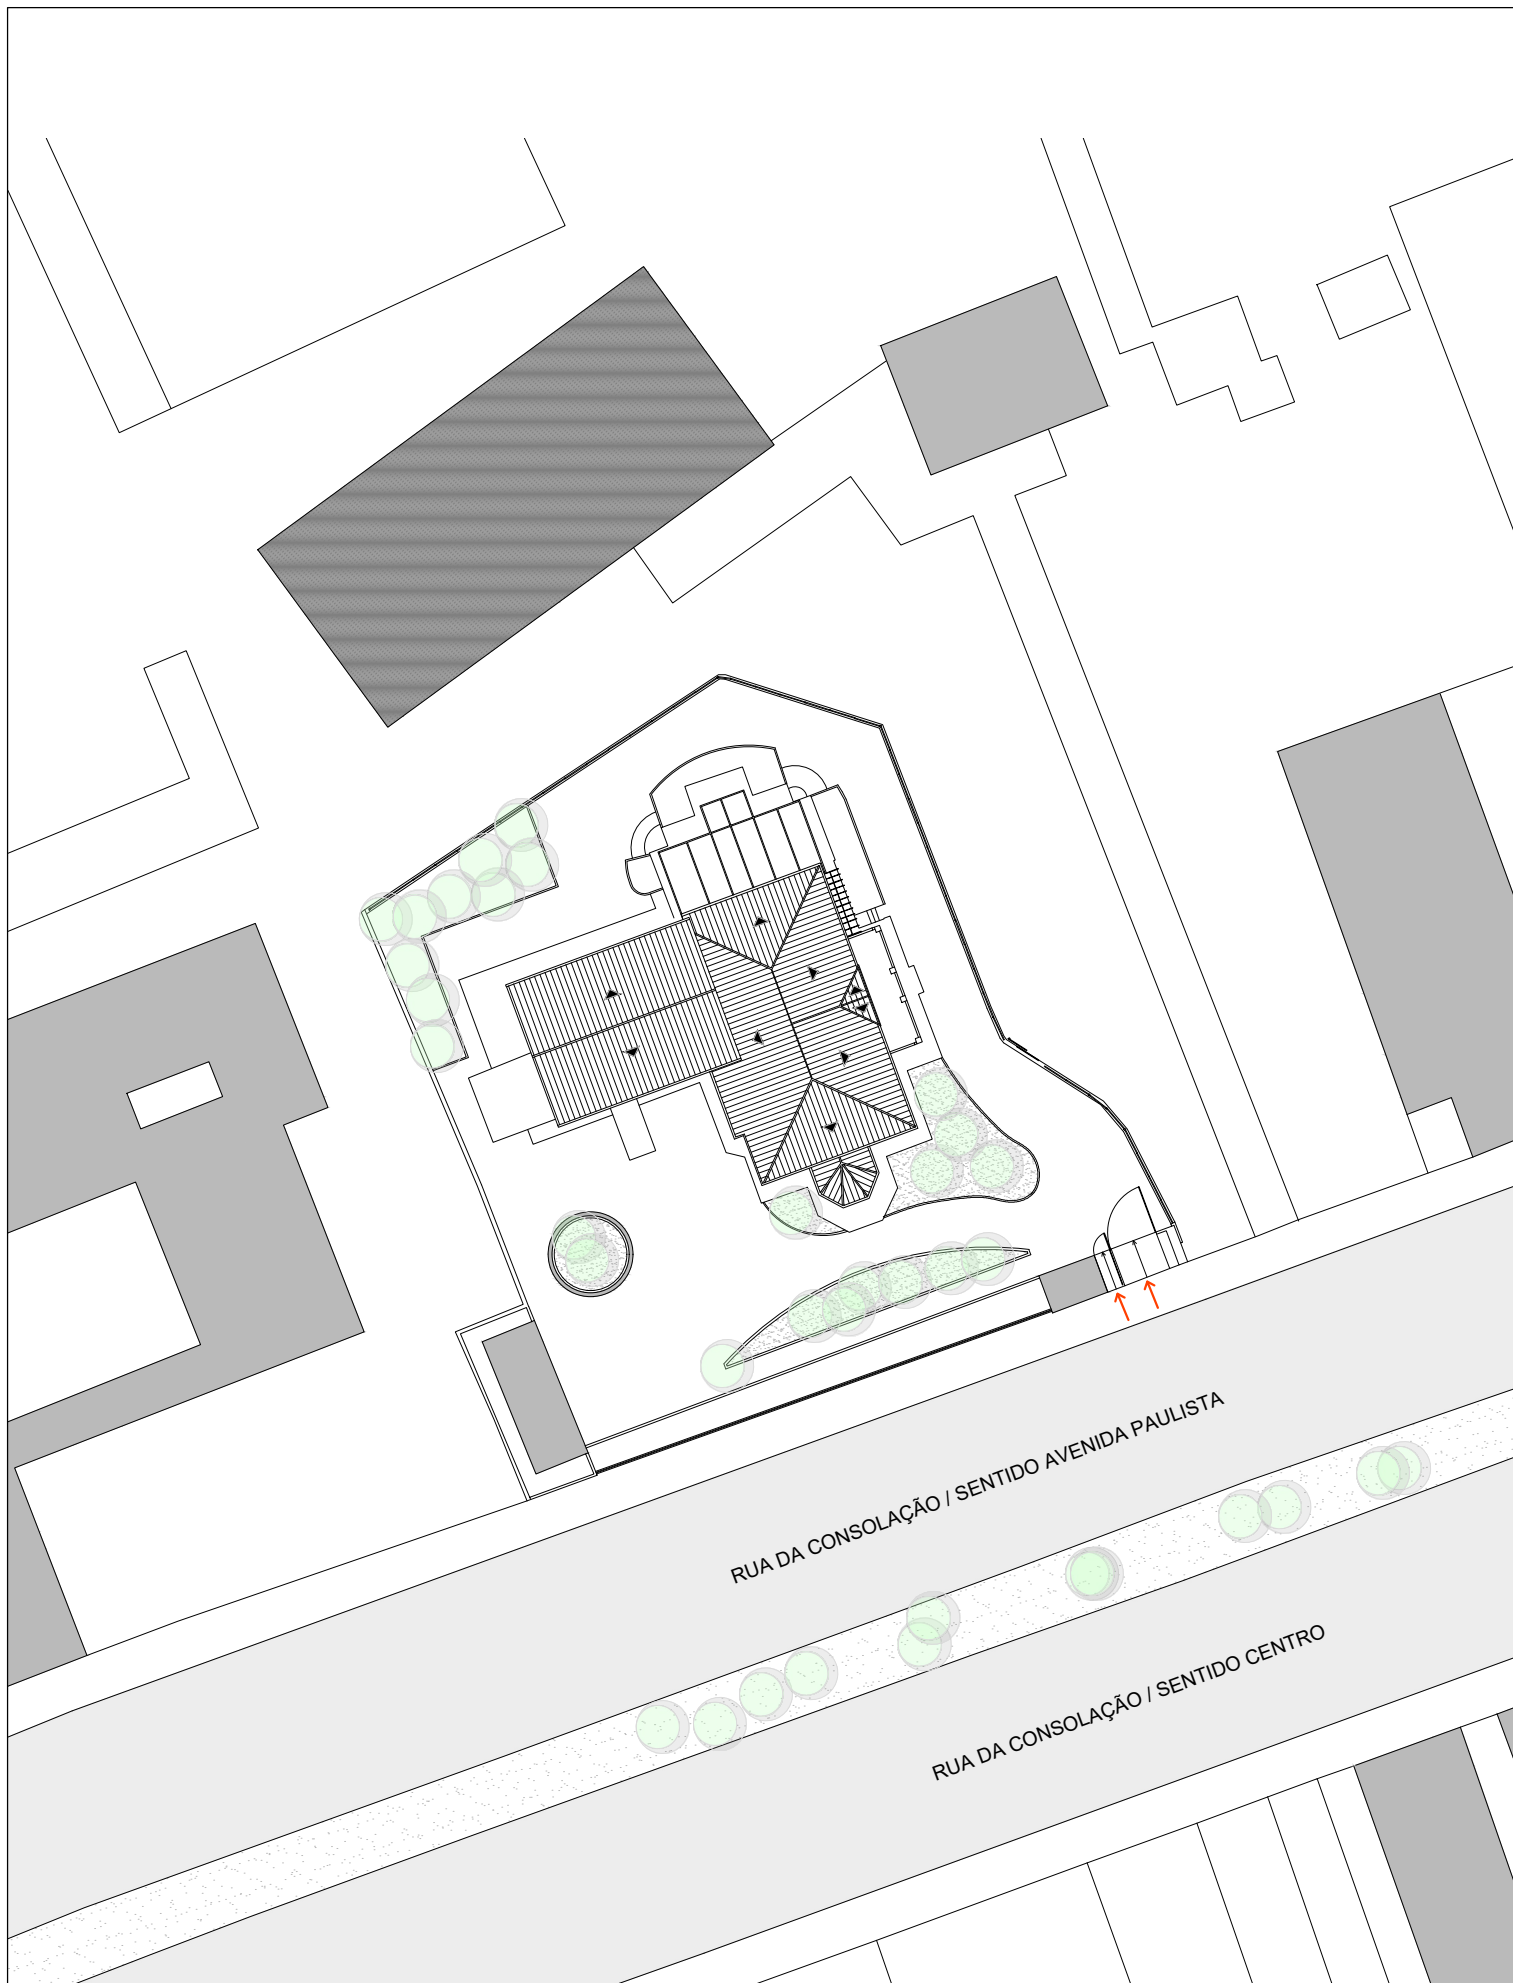 RUA DA CONSOLAÇÃO / SENTIDO AVENIDA PAULISTA
RUA DA CONSOLAÇÃO / SENTIDO CENTRO